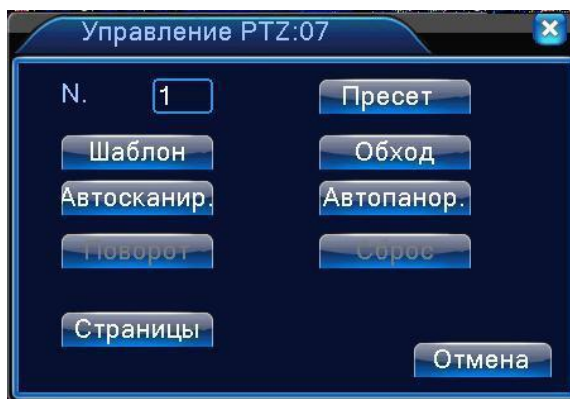 Управление PTZ:07
N. 1 Пресет
Шаблон Обход
Автосканир. Автопанор.
Поворот Сброс
Страницы
Отмена